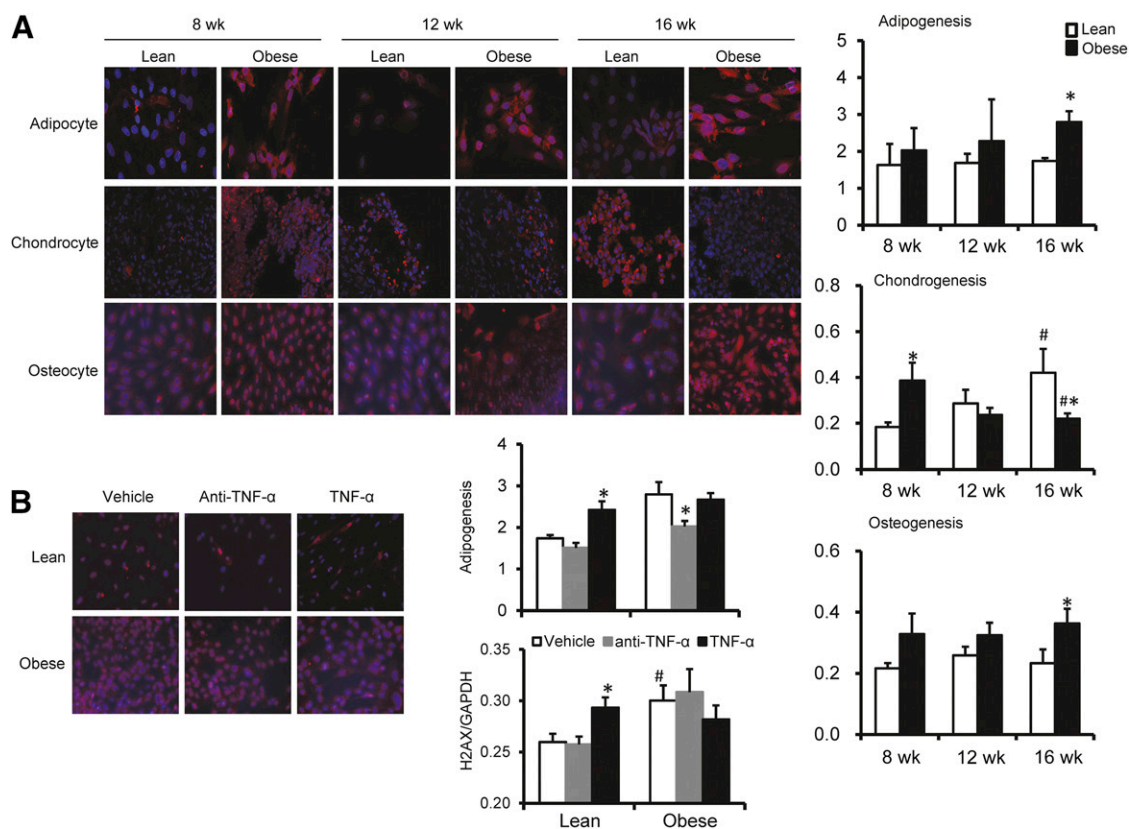 A
8 wk 12 wk 16 wk
Lean Obese Lean Obese Lean Obese
Adipocyte
Chondrocyte
Osteocyte
Adipogenesis
Lean
Obese
5
4
3
2
1
0
*
8 wk 12 wk 16 wk
Chondrogenesis
0.6
0.4
0.2
0.0
* # #*
8 wk 12 wk 16 wk
Osteogenesis
0.6
0.4
0.2
0.0
*
8 wk 12 wk 16 wk
B
Vehicle Anti-TNF-α TNF-α
Lean
Obese
Adipogenesis
4
3
2
1
0
* *
Vehicle anti-TNF-α TNF-α
H2AX/GAPDH
0.35
0.30
0.25
0.20
* #
Lean Obese